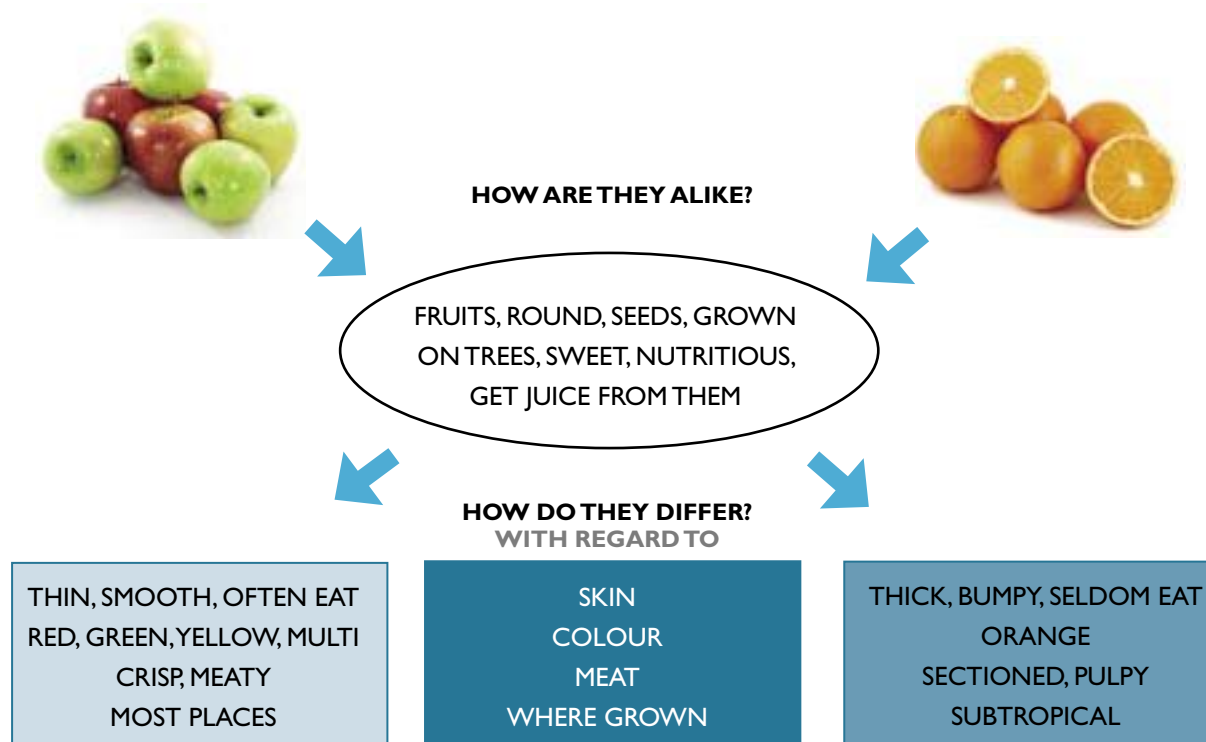 HOW ARE THEY ALIKE?
FRUITS, ROUND, SEEDS, GROWN
ON TREES, SWEET, NUTRITIOUS,
GET JUICE FROM THEM
HOW DO THEY DIFFER?
WITH REGARD TO
THIN, SMOOTH, OFTEN EAT
RED, GREEN, YELLOW, MULTI
CRISP, MEATY
MOST PLACES
SKIN
COLOUR
MEAT
WHERE GROWN
THICK, BUMPY, SELDOM EAT
ORANGE
SECTIONED, PULPY
SUBTROPICAL